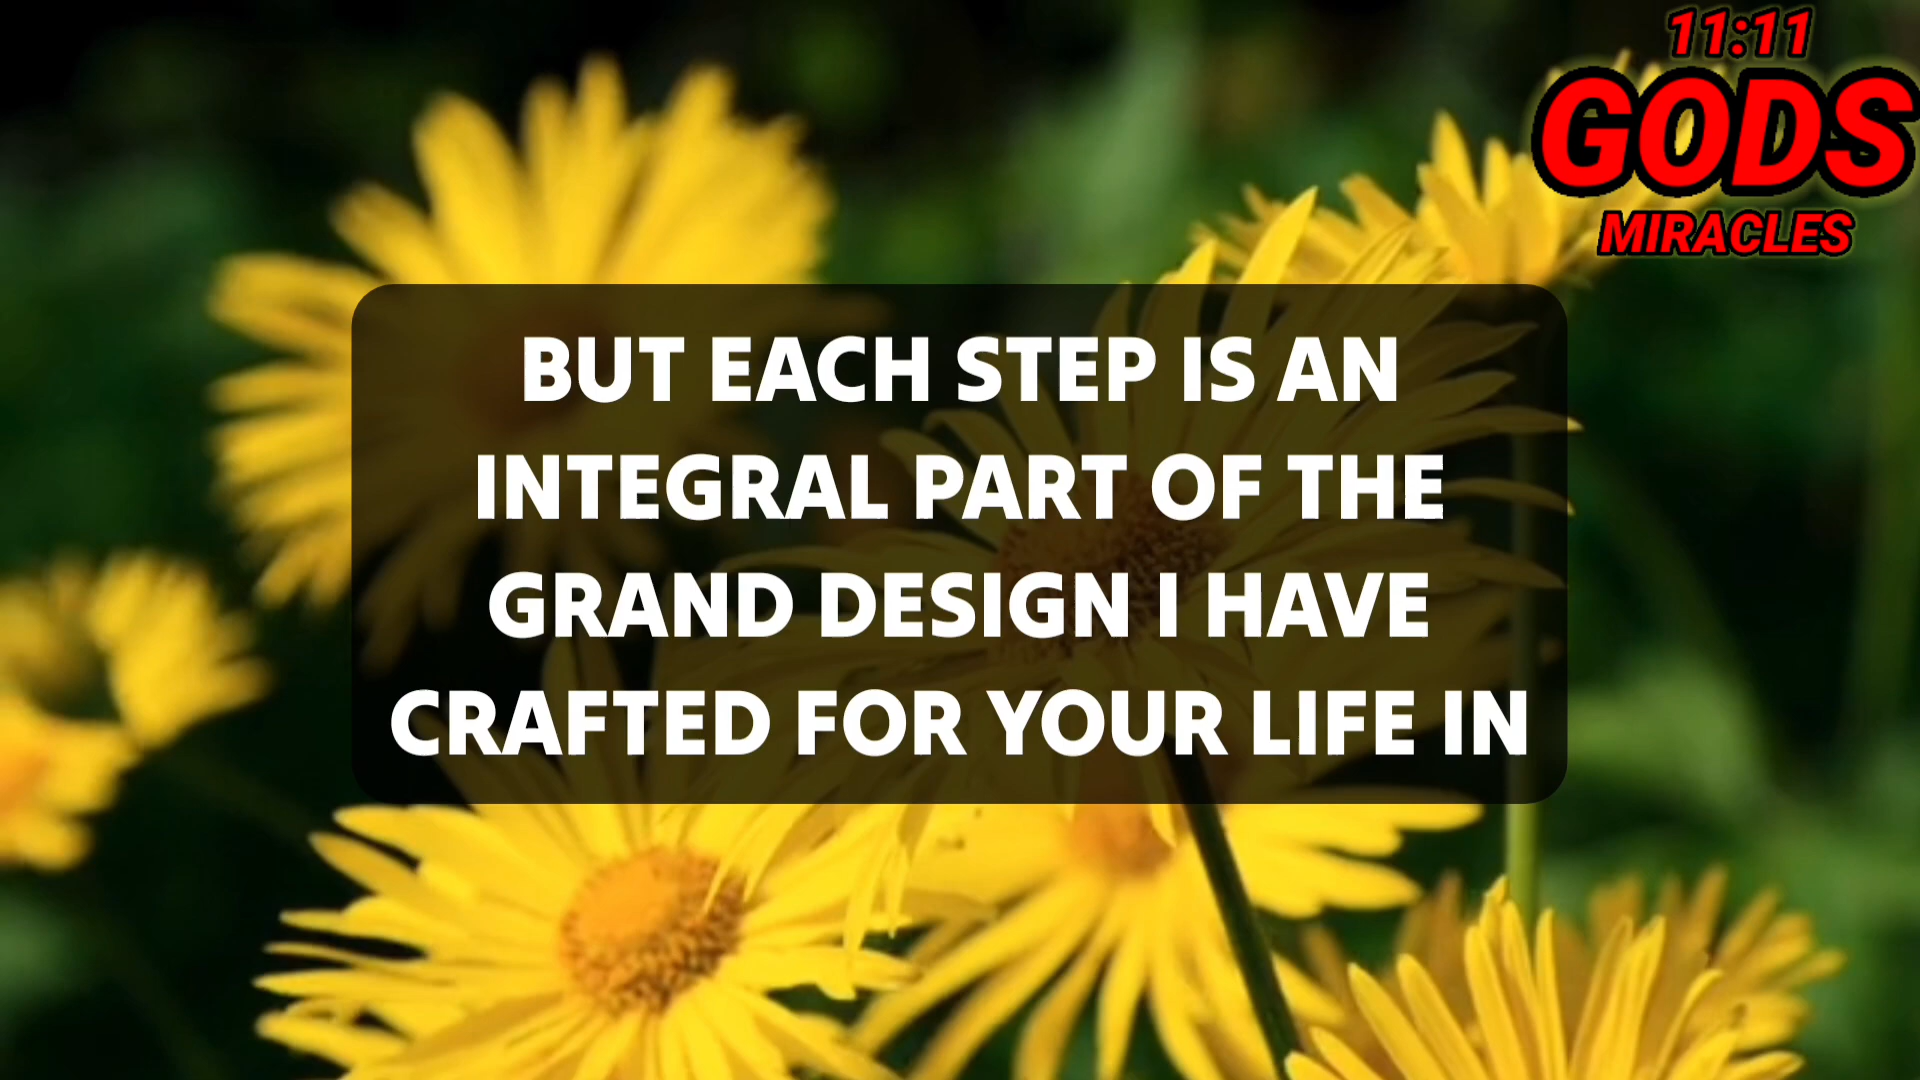 11:11
GODS
MIRACLES
BUT EACH STEP IS AN
INTEGRAL PART OF THE
GRAND DESIGN I HAVE
CRAFTED FOR YOUR LIFE IN